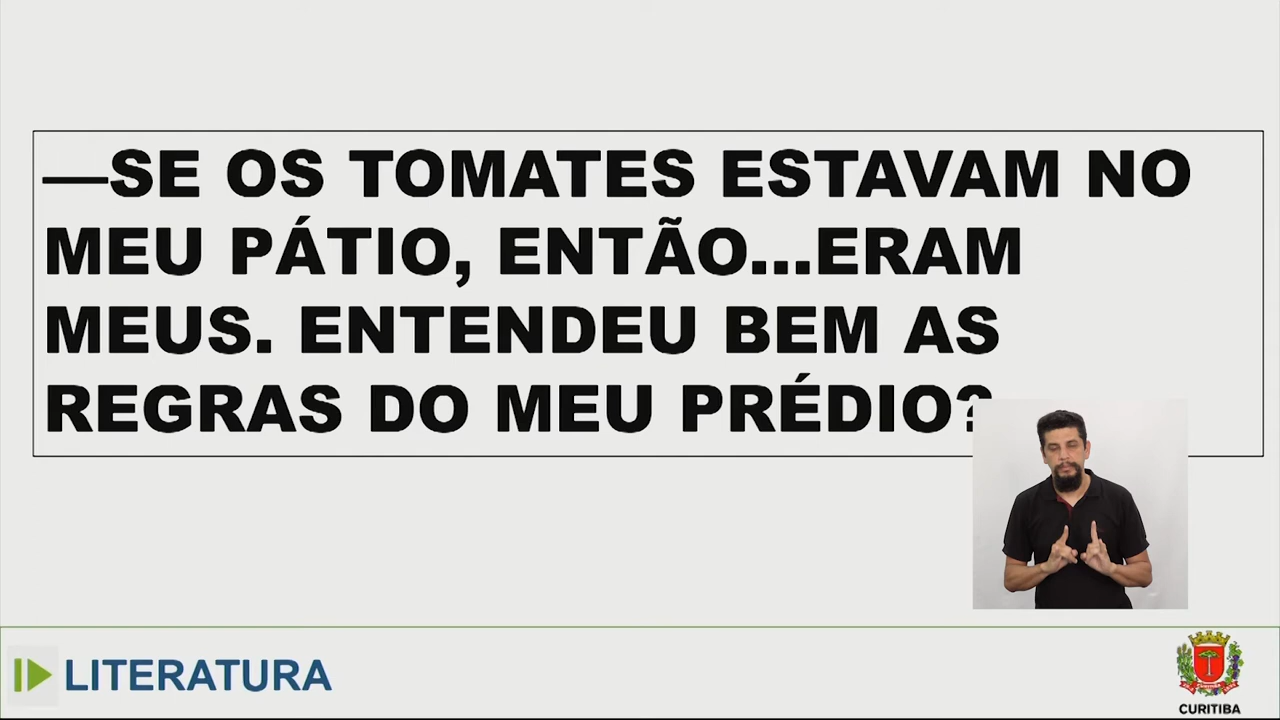 —SE OS TOMATES ESTAVAM NO
MEU PÁTIO, ENTÃO...ERAM
MEUS. ENTENDEU BEM AS
REGRAS DO MEU PRÉDIO?
LITERATURA
CURITIBA